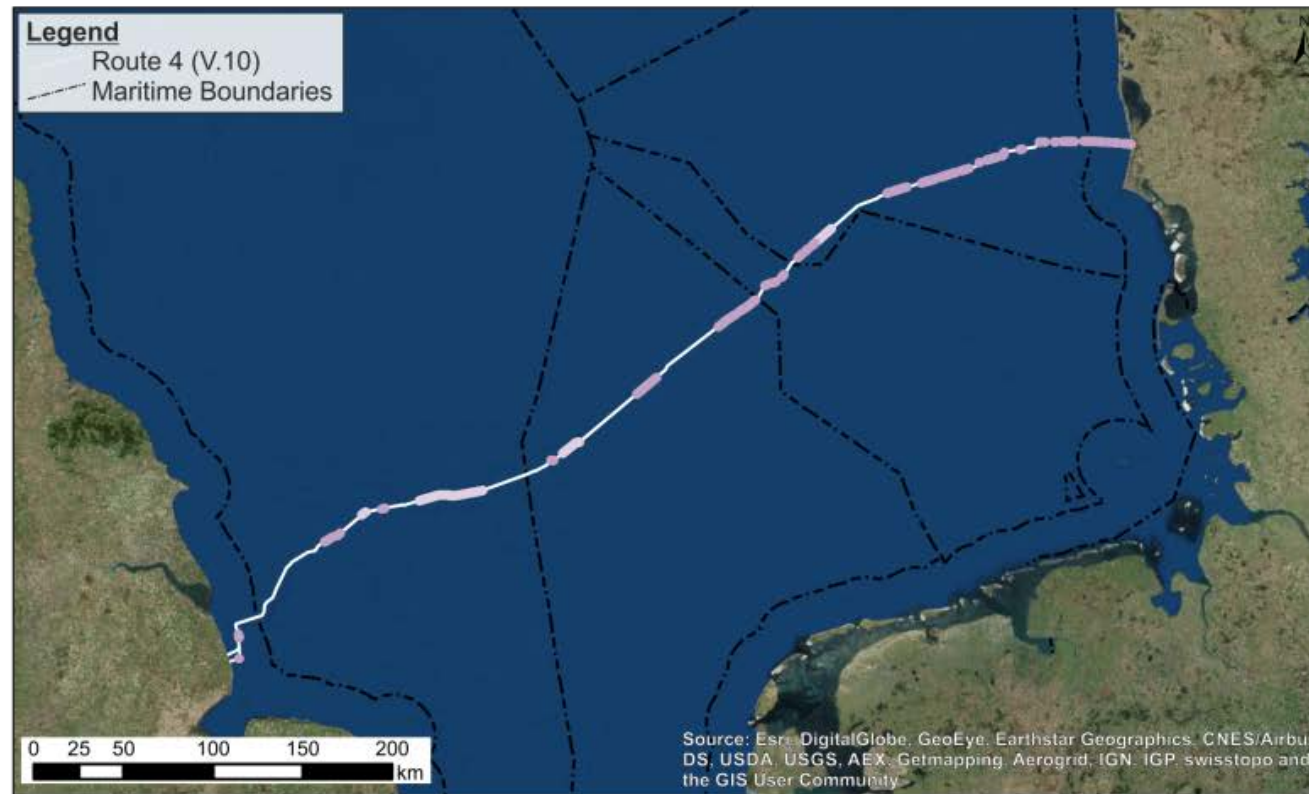 Legend
Route 4 (V.10)
Maritime Boundaries
N
0 25 50 100 150 200
km
Source: Esri, DigitalGlobe, GeoEye, Earthstar Geographics, CNES/Airbu
DS, USDA, USGS, AEX, Getmapping, Aerogrid, IGN, IGP, swisstopo and
the GIS User Community